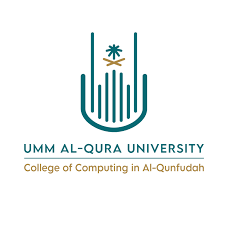 UMM AL-QURA UNIVERSITY
College of Computing in Al-Qunfudah